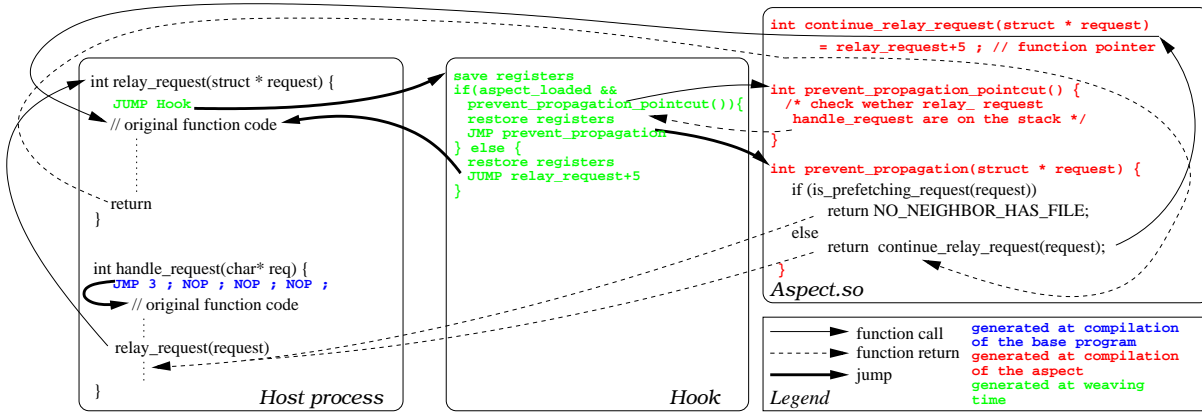 int relay_request(struct * request) {
JUMP Hook
// original function code
return
}
int handle_request(char* req) {
JMP 3 ; NOP ; NOP ; NOP ;
// original function code
relay_request(request)
}
Host process
save registers
if(aspect_loaded &&
prevent_propagation_pointcut()){
restore registers
JMP prevent_propagation
} else {
restore registers
JUMP relay_request+5
}
Hook
int continue_relay_request(struct * request)
= relay_request+5 ; // function pointer
int prevent_propagation_pointcut() {
/* check wether relay_ request
handle_request are on the stack */
}
int prevent_propagation(struct * request) {
if (is_prefetching_request(request))
return NO_NEIGHBOR_HAS_FILE;
else
return continue_relay_request(request);
}
Aspect.so
function call
function return
jump
generated at compilation
of the base program
generated at compilation
of the aspect
generated at weaving
time
Legend